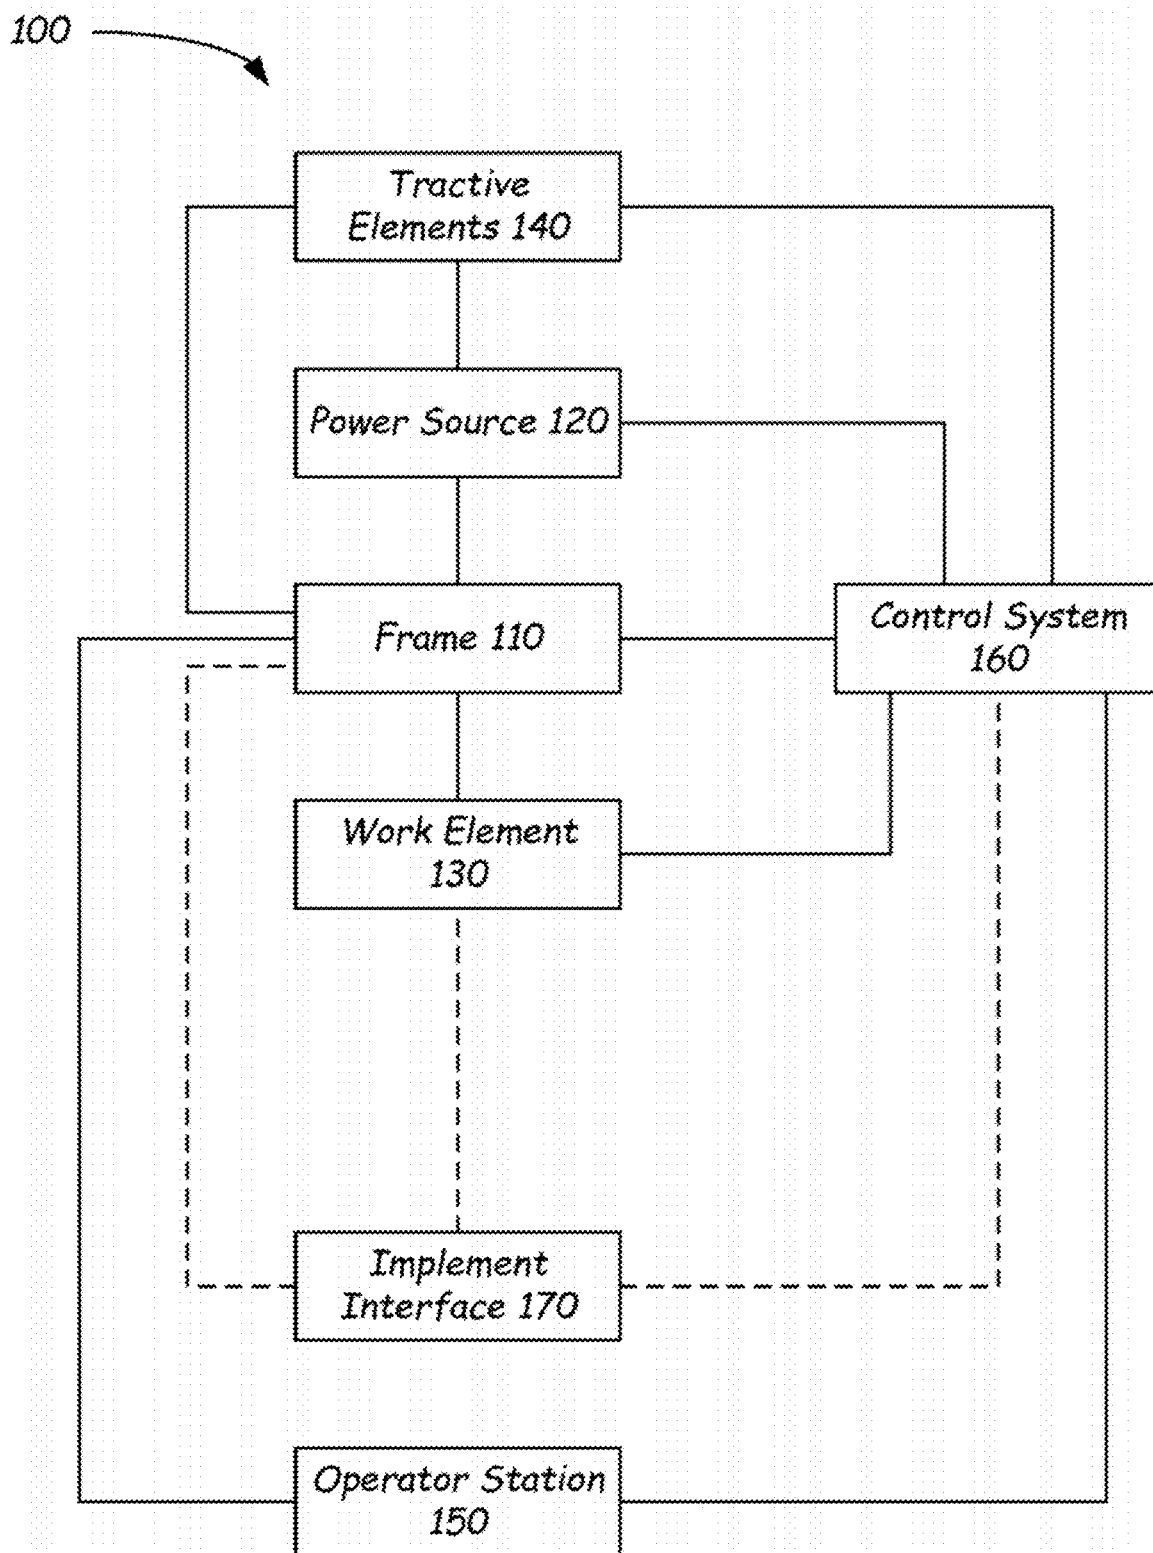 100
Tractive
Elements 140
Power Source 120
Frame 110
Control System
160
Work Element
130
Implement
Interface 170
Operator Station
150